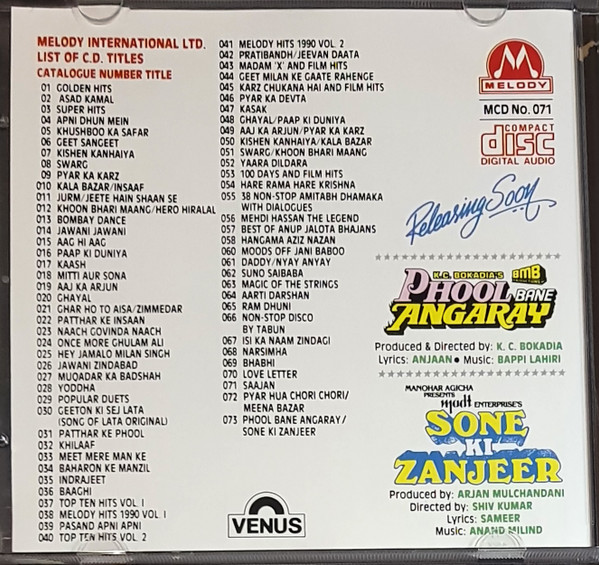 MELODY INTERNATIONAL LTD.
LIST OF C.D. TITLES
CATALOGUE NUMBER TITLE
01 GOLDEN HITS
02 ASAD KAMAL
03 SUPER HITS
04 APNI DHUN MEIN
05 KHUSHBOO KA SAFAR
06 GEET SANGEET
07 KISHEN KANHAIYA
08 SWARG
09 PYAR KA KARZ
010 KALA BAZAR/INSAAF
011 JURM/JEETE HAIN SHAAN SE
012 KHOON BHARI MAANG/HERO HIRALAL
013 BOMBAY DANCE
014 JAWANI JAWANI
015 AAG HI AAG
016 PAAP KI DUNIYA
017 KAASH
018 MITTI AUR SONA
019 AAJ KA ARJUN
020 GHAYAL
021 GHAR HO TO AISA/ZIMMEDAR
022 PATTHAR KE INSAAN
023 NAACH GOVINDA NAACH
024 ONCE MORE GHULAM ALI
025 HEY JAMALO MILAN SINGH
026 JAWANI ZINDABAD
027 MUQADAR KA BADSHAH
028 YODDHA
029 POPULAR DUETS
030 GEETON KI SEJ LATA
(SONG OF LATA ORIGINAL)
031 PATTHAR KE PHOOL
032 KHILAAF
033 MEET MERE MAN KE
034 BAHARON KE MANZIL
035 INDRAJEET
036 BAAGHI
037 TOP TEN HITS VOL. I
038 MELODY HITS 1990 VOL. I
039 PASAND APNI APNI
040 TOP TEN HITS VOL. 2
041 MELODY HITS 1990 VOL. 2
042 PRATIBANDH/JEEVAN DAATA
043 MADAM 'X' AND FILM HITS
044 GEET MILAN KE GAATE RAHENGE
045 KARZ CHUKANA HAI AND FILM HITS
046 PYAR KA DEVTA
047 KASAK
048 GHAYAL/PAAP KI DUNIYA
049 AAJ KA ARJUN/PYAR KA KARZ
050 KISHEN KANHAIYA/KALA BAZAR
051 SWARG/KHOON BHARI MAANG
052 YAARA DILDARA
053 100 DAYS AND FILM HITS
054 HARE RAMA HARE KRISHNA
055 38 NON-STOP AMITABH DHAMAKA
WITH DIALOGUES
056 MEHDI HASSAN THE LEGEND
057 BEST OF ANUP JALOTA BHAJANS
058 HANGAMA AZIZ NAZAN
060 MOODS OFF JANI BABOO
061 DADDY/NYAY ANYAY
062 SUNO SAIBABA
063 MAGIC OF THE STRINGS
064 AARTI DARSHAN
065 RAM DHUNI
066 NON-STOP DISCO
BY TABUN
067 ISI KA NAAM ZINDAGI
068 NARSIMHA
069 BHABHI
070 LOVE LETTER
071 SAAJAN
072 PYAR HUA CHORI CHORI/
MEENA BAZAR
073 PHOOL BANE ANGARAY/
SONE KI ZANJEER
VENUS
MELODY
MCD No. 071
COMPACT
disc
DIGITAL AUDIO
Releasing Soon
K. C. BOKADIA'S
BMB
PHOOL BANE
ANGARAY
Produced & Directed by: K. C. BOKADIA
Lyrics: ANJAAN • Music: BAPPI LAHIRI
MANOHAR AGICHA
PRESENTS
modt ENTERPRISE'S
SONE
KI
ZANJEER
Produced by: ARJAN MULCHANDANI
Directed by: SHIV KUMAR
Lyrics: SAMEER
Music: ANAND MILIND